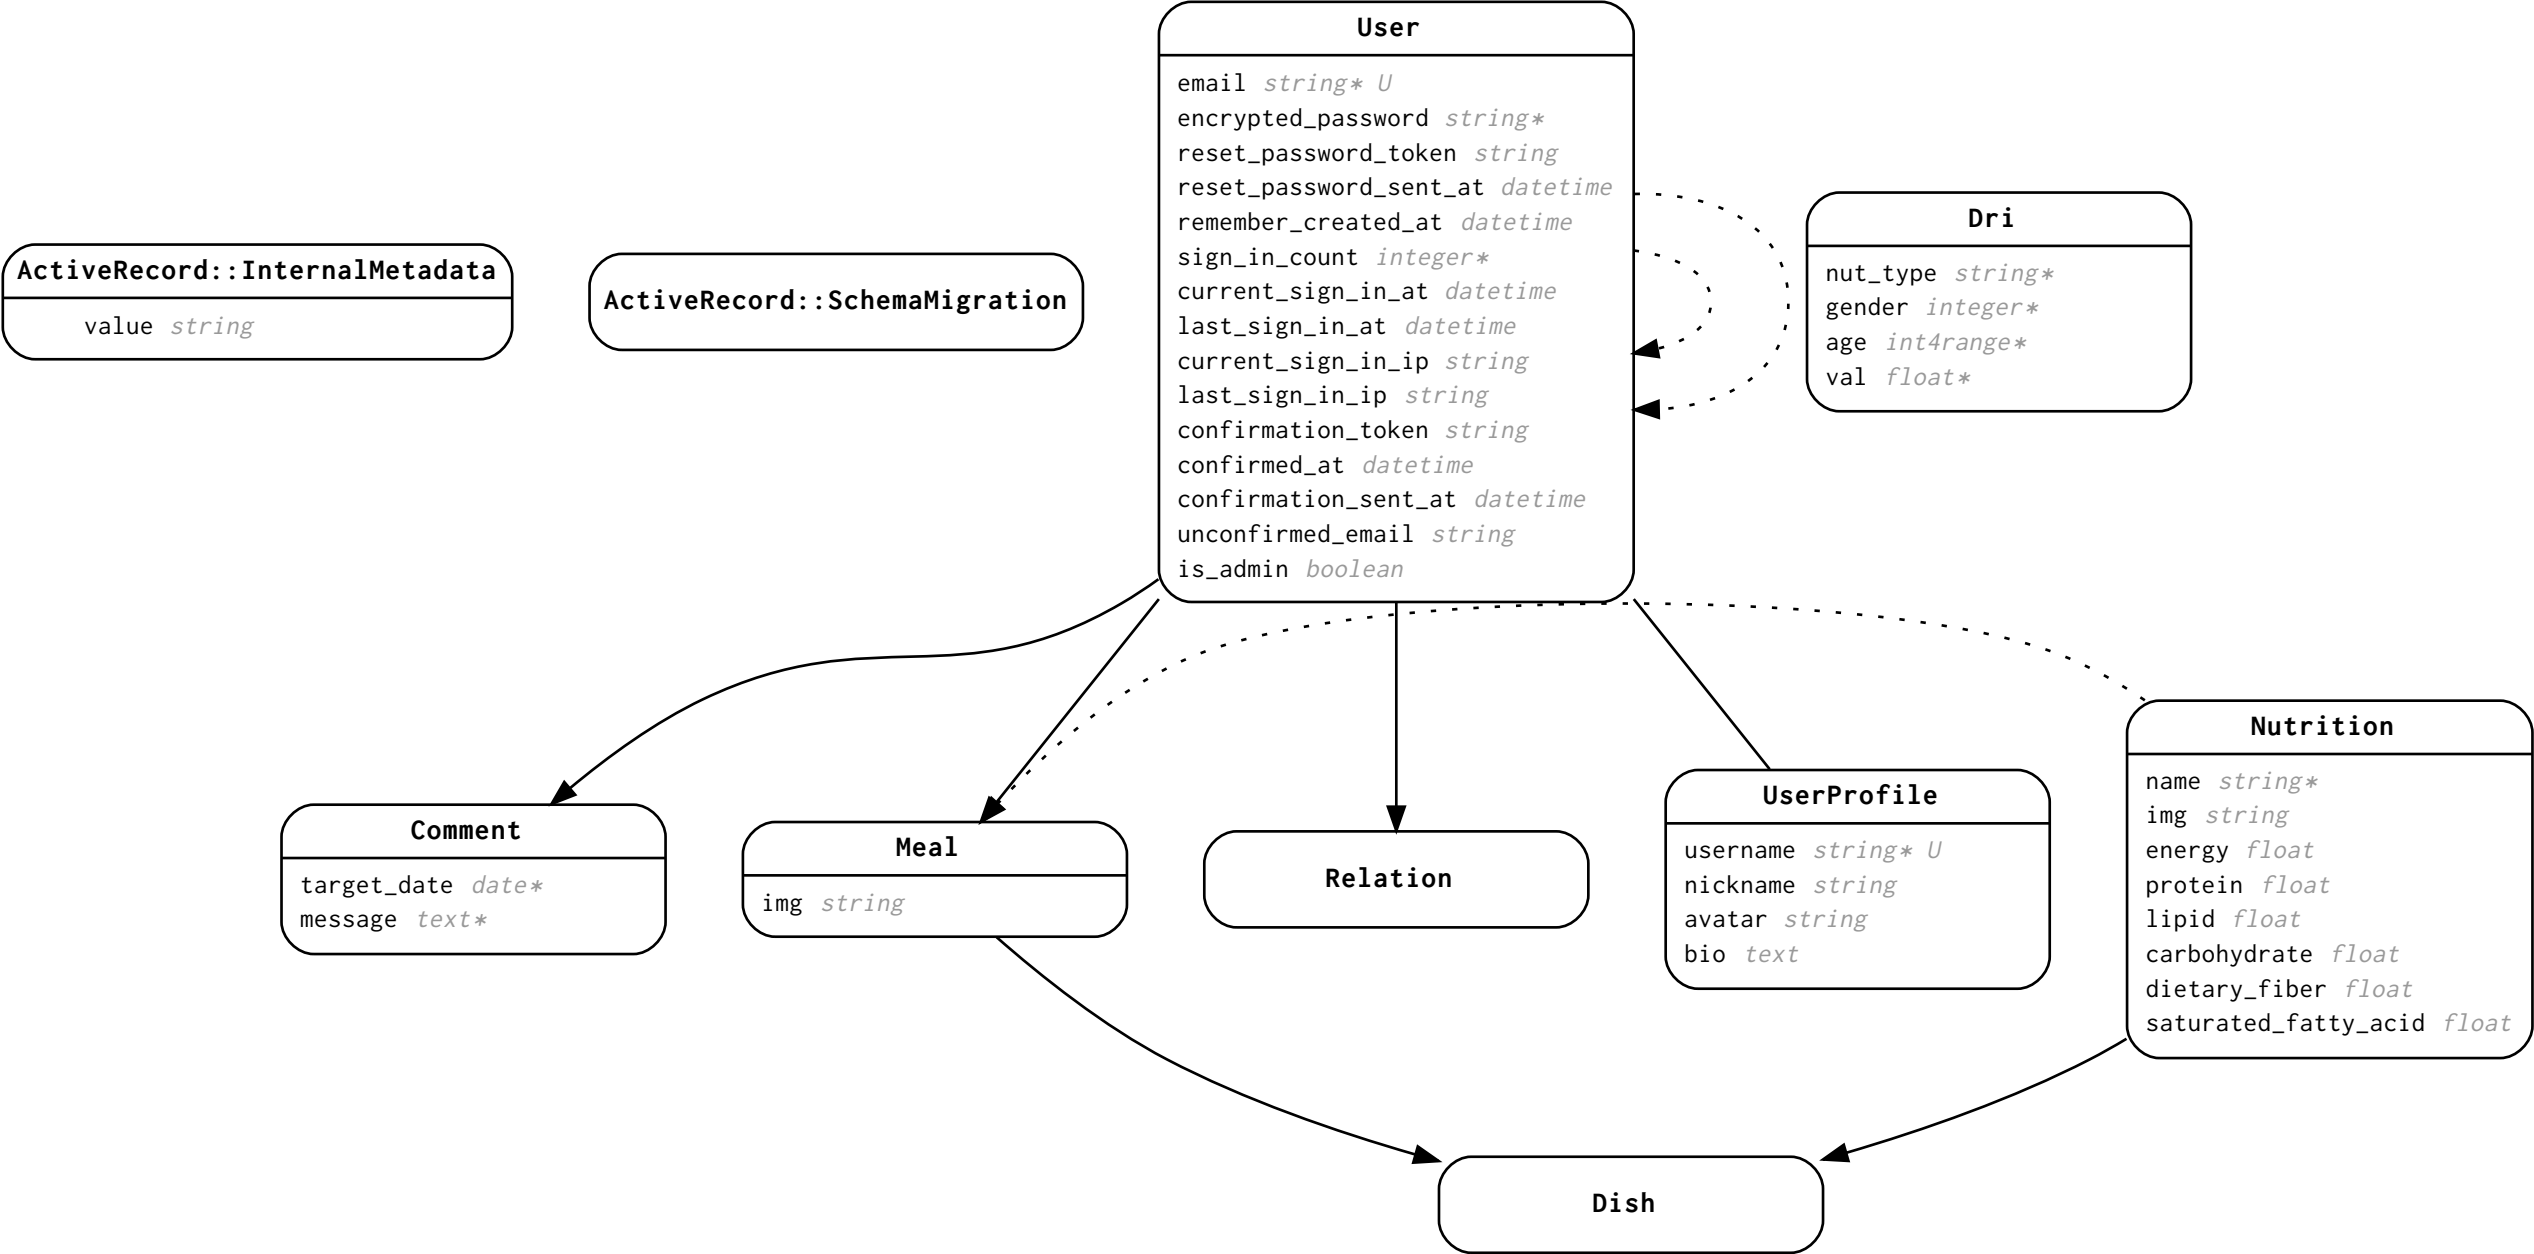 User
email string* U
encrypted_password string*
reset_password_token string
reset_password_sent_at datetime
remember_created_at datetime
sign_in_count integer*
current_sign_in_at datetime
last_sign_in_at datetime
current_sign_in_ip string
last_sign_in_ip string
confirmation_token string
confirmed_at datetime
confirmation_sent_at datetime
unconfirmed_email string
is_admin boolean
Dri
nut_type string*
gender integer*
age int4range*
val float*
ActiveRecord::InternalMetadata
value string
ActiveRecord::SchemaMigration
Comment
target_date date*
message text*
Meal
img string
Relation
UserProfile
username string* U
nickname string
avatar string
bio text
Nutrition
name string*
img string
energy float
protein float
lipid float
carbohydrate float
dietary_fiber float
saturated_fatty_acid float
Dish